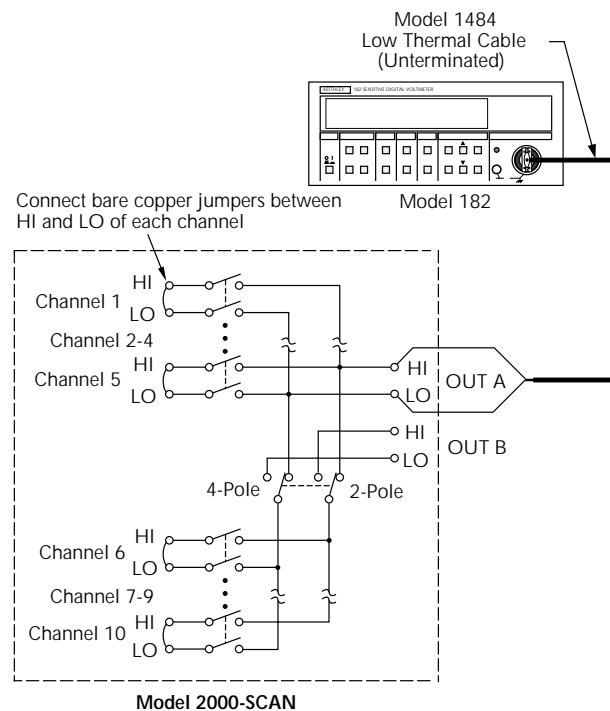 Model 1484
Low Thermal Cable
(Unterminated)
KEITHLEY 182 SENSITIVE DIGITAL VOLTMETER
Model 182
Connect bare copper jumpers between
HI and LO of each channel
HI
Channel 1
LO
Channel 2-4
HI
Channel 5
LO
HI
LO
OUT A
HI
LO
OUT B
4-Pole
2-Pole
HI
Channel 6
LO
Channel 7-9
HI
Channel 10
LO
Model 2000-SCAN